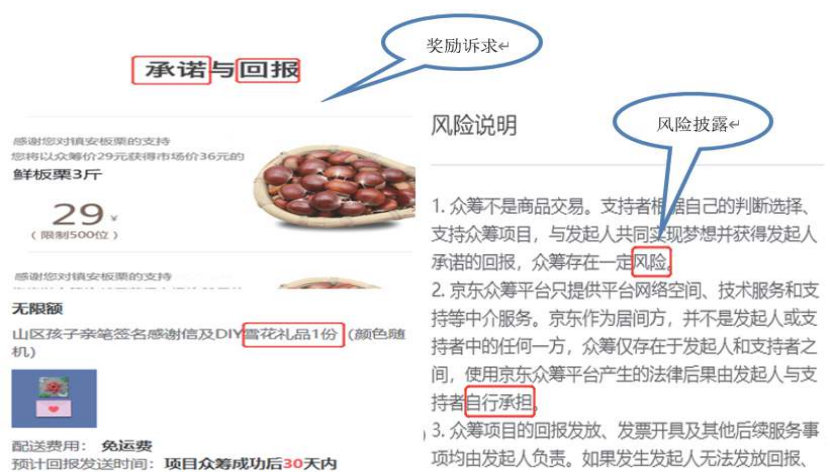 奖励诉求
承诺与回报
感谢您对镇安板栗的支持
您将以众筹价29元获得市场价36元的
鲜板栗3斤
29 ¥
（限制500位）
感谢您对镇安板栗的支持
无限额
山区孩子亲笔签名感谢信及DIY雪花礼品1份（颜色随
机）
配送费用： 免运费
预计回报发送时间：项目众筹成功后30天内
风险披露
风险说明
1. 众筹不是商品交易。支持者根据自己的判断选择、
支持众筹项目，与发起人共同实现梦想并获得发起人
承诺的回报，众筹存在一定风险。
2. 京东众筹平台只提供平台网络空间、技术服务和支
持等中介服务。京东作为居间方，并不是发起人或支
持者中的任何一方，众筹仅存在于发起人和支持者之
间，使用京东众筹平台产生的法律后果由发起人与支
持者自行承担。
3. 众筹项目的回报发放、发票开具及其他后续服务事
项均由发起人负责。如果发生发起人无法发放回报、